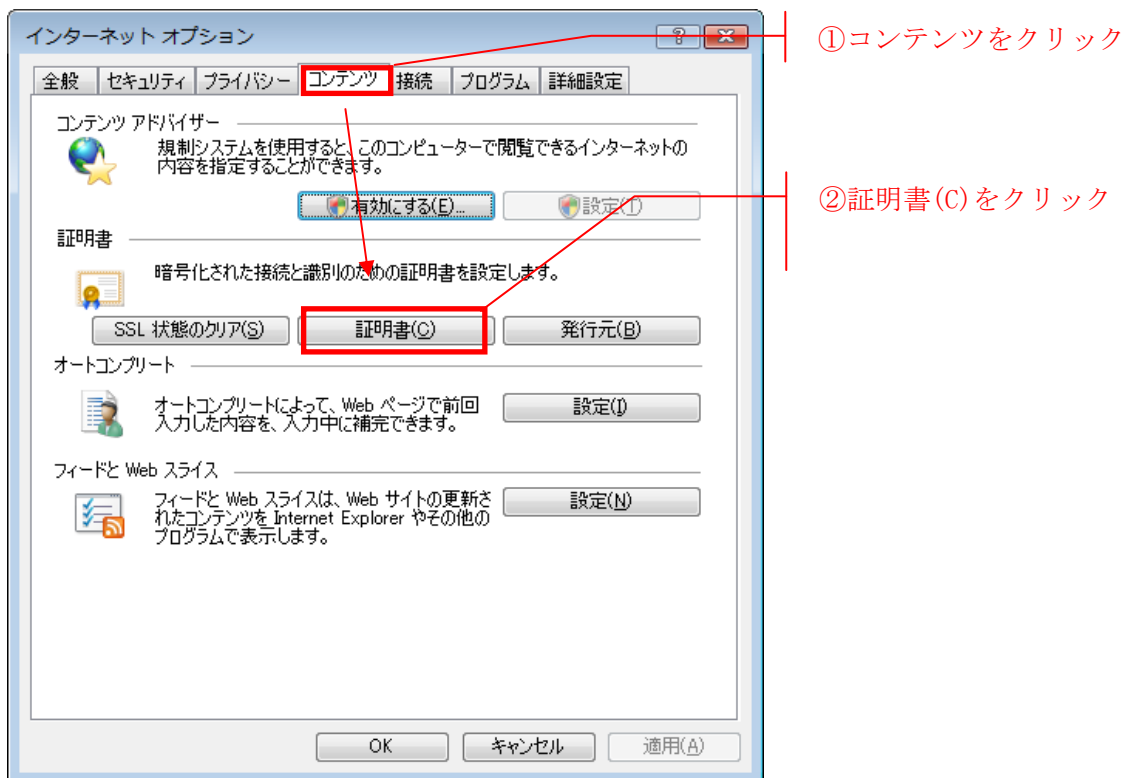 インターネット オプション
①コンテンツをクリック
全般 セキュリティ プライバシー コンテンツ 接続 プログラム 詳細設定
コンテンツ アドバイザー
規制システムを使用すると、このコンピューターで閲覧できるインターネットの
内容を指定することができます。
有効にする(E)... 設定(T)
②証明書(C)をクリック
証明書
暗号化された接続と識別のための証明書を設定します。
SSL 状態のクリア(S) 証明書(C) 発行元(B)
オートコンプリート
オートコンプリートによって、Web ページで前回
入力した内容を、入力中に補完できます。
設定(I)
フィードと Web スライス
フィードと Web スライスは、Web サイトの更新さ
れたコンテンツを Internet Explorer やその他の
プログラムで表示します。
設定(N)
OK キャンセル 適用(A)